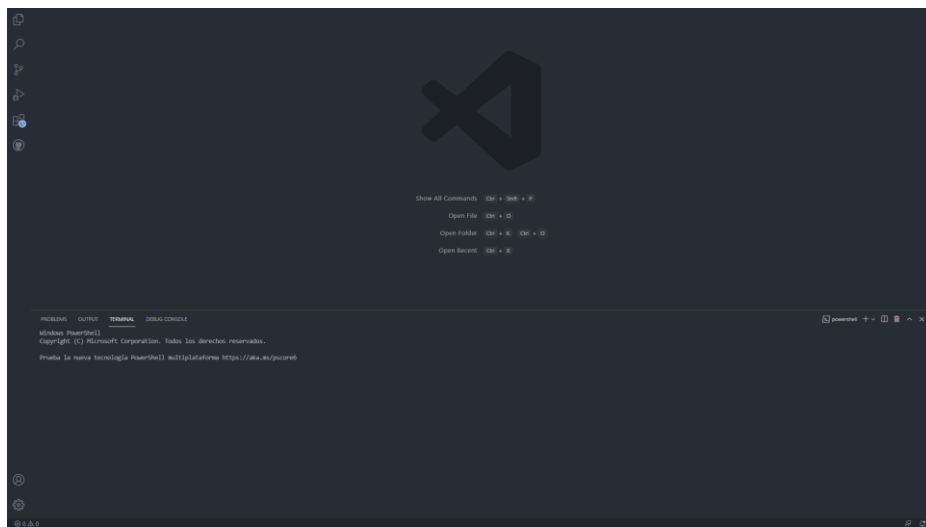 Show All Commands Ctrl + Shift + P
Open File Ctrl + O
Open Folder Ctrl + K Ctrl + O
Open Recent Ctrl + R
PROBLEMS OUTPUT TERMINAL DEBUG CONSOLE powershell
Windows PowerShell
Copyright (C) Microsoft Corporation. Todos los derechos reservados.
Prueba la nueva tecnología PowerShell multiplataforma https://aka.ms/pscore6
0 0